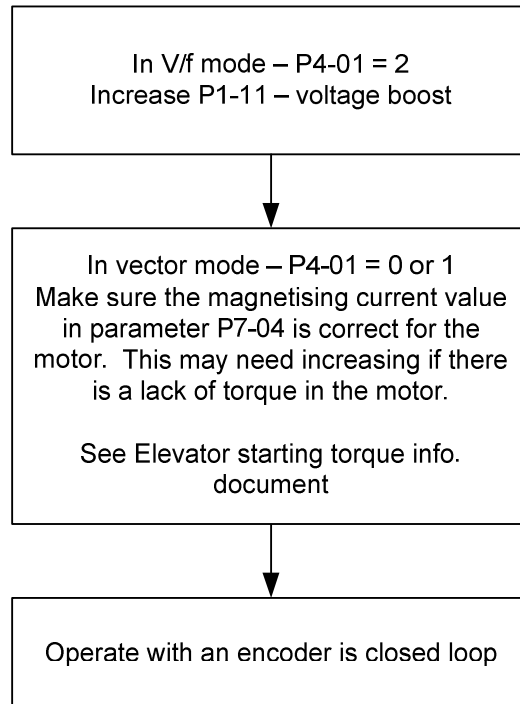 In V/f mode – P4-01 = 2
Increase P1-11 – voltage boost
In vector mode – P4-01 = 0 or 1
Make sure the magnetising current value
in parameter P7-04 is correct for the
motor.  This may need increasing if there
is a lack of torque in the motor.
See Elevator starting torque info.
document
Operate with an encoder is closed loop